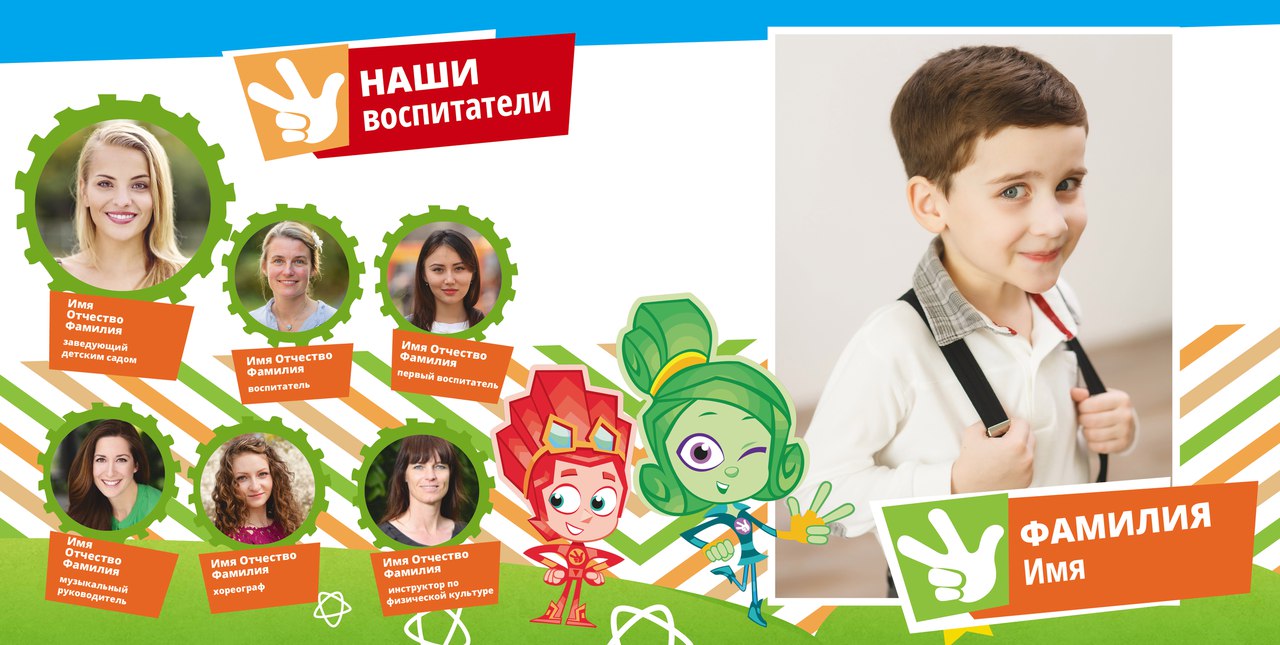 НАШИ
воспитатели
Имя
Отчество
Фамилия
заведующий
детским садом
Имя Отчество
Фамилия
воспитатель
Имя Отчество
Фамилия
первый воспитатель
Имя
Отчество
Фамилия
музыкальный
руководитель
Имя Отчество
Фамилия
хореограф
Имя Отчество
Фамилия
инструктор по
физической культуре
ФАМИЛИЯ
Имя